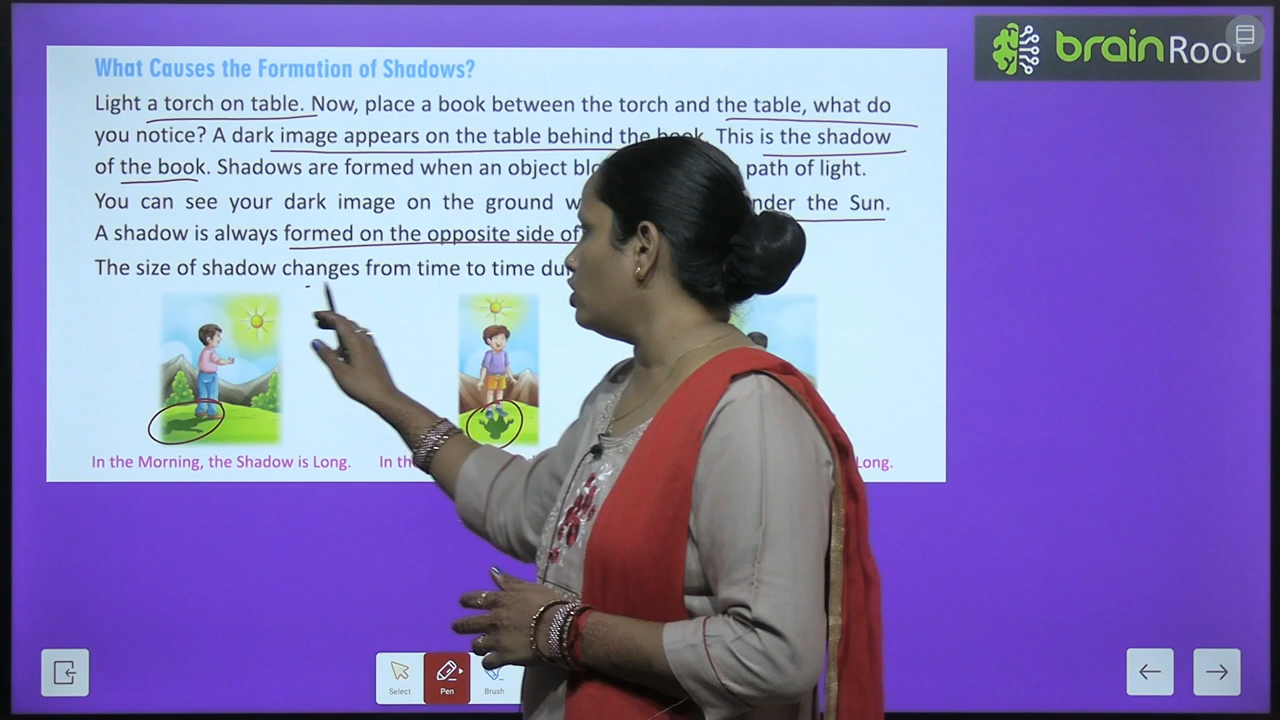 brainRoot
What Causes the Formation of Shadows?
Light a torch on table. Now, place a book between the torch and the table, what do
you notice? A dark image appears on the table behind the book. This is the shadow
of the book. Shadows are formed when an object path of light.
You can see your dark image on the ground the Sun.
A shadow is always formed on the opposite side of
The size of shadow changes from time to time
In the Morning, the Shadow is Long.
In
Long.
Select
Pen
Brush